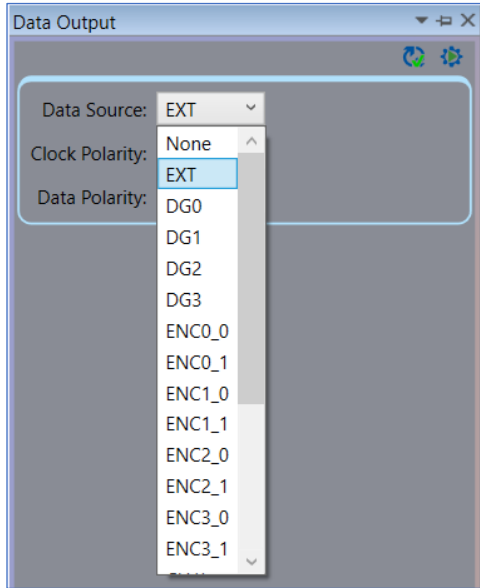 Data Output
Data Source: EXT
Clock Polarity:
Data Polarity:
None
EXT
DG0
DG1
DG2
DG3
ENC0_0
ENC0_1
ENC1_0
ENC1_1
ENC2_0
ENC2_1
ENC3_0
ENC3_1